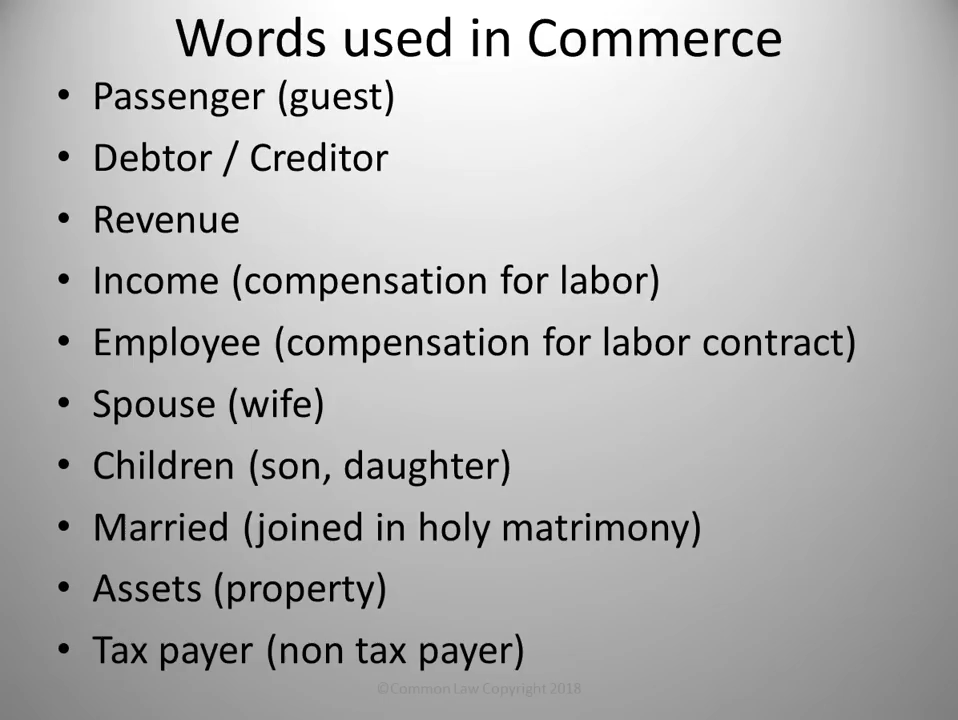 Words used in Commerce
• Passenger (guest)
• Debtor / Creditor
• Revenue
• Income (compensation for labor)
• Employee (compensation for labor contract)
• Spouse (wife)
• Children (son, daughter)
• Married (joined in holy matrimony)
• Assets (property)
• Tax payer (non tax payer)
©Common Law Copyright 2018